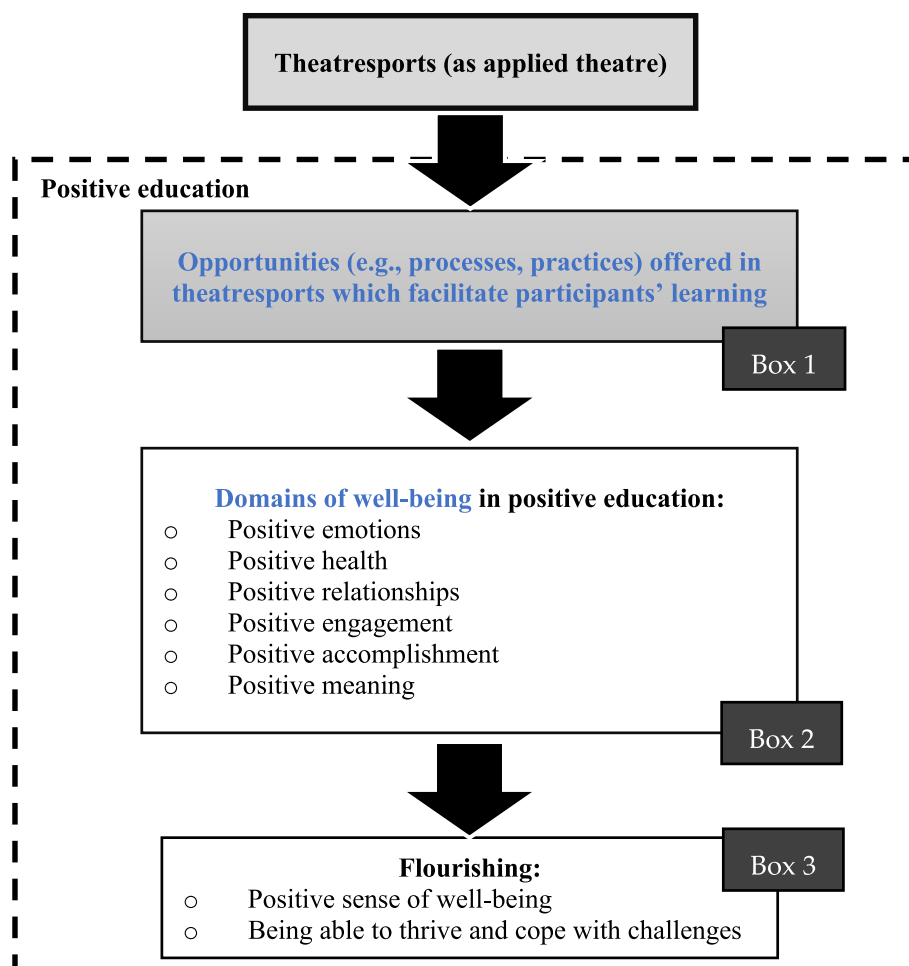 Theatresports (as applied theatre)
Positive education
Opportunities (e.g., processes, practices) offered in
theatresports which facilitate participants’ learning
Box 1
Domains of well-being in positive education:
o Positive emotions
o Positive health
o Positive relationships
o Positive engagement
o Positive accomplishment
o Positive meaning
Box 2
Flourishing:
o Positive sense of well-being
o Being able to thrive and cope with challenges
Box 3